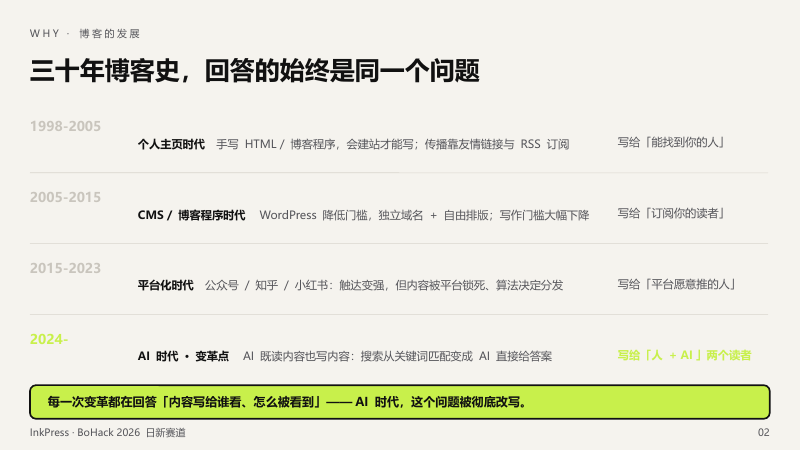 WHY · 博客的发展
三十年博客史，回答的始终是同一个问题
1998-2005
个人主页时代 手写 HTML / 博客程序，会建站才能写；传播靠友情链接与 RSS 订阅
写给「能找到你的人」
2005-2015
CMS / 博客程序时代 WordPress 降低门槛，独立域名 + 自由排版；写作门槛大幅下降
写给「订阅你的读者」
2015-2023
平台化时代 公众号 / 知乎 / 小红书：触达变强，但内容被平台锁死、算法决定分发
写给「平台愿意推的人」
2024-
AI 时代 · 变革点 AI 既读内容也写内容：搜索从关键词匹配变成 AI 直接给答案
写给「人 + AI」两个读者
每一次变革都在回答「内容写给谁看、怎么被看到」—— AI 时代，这个问题被彻底改写。
InkPress · BoHack 2026 日新赛道
02